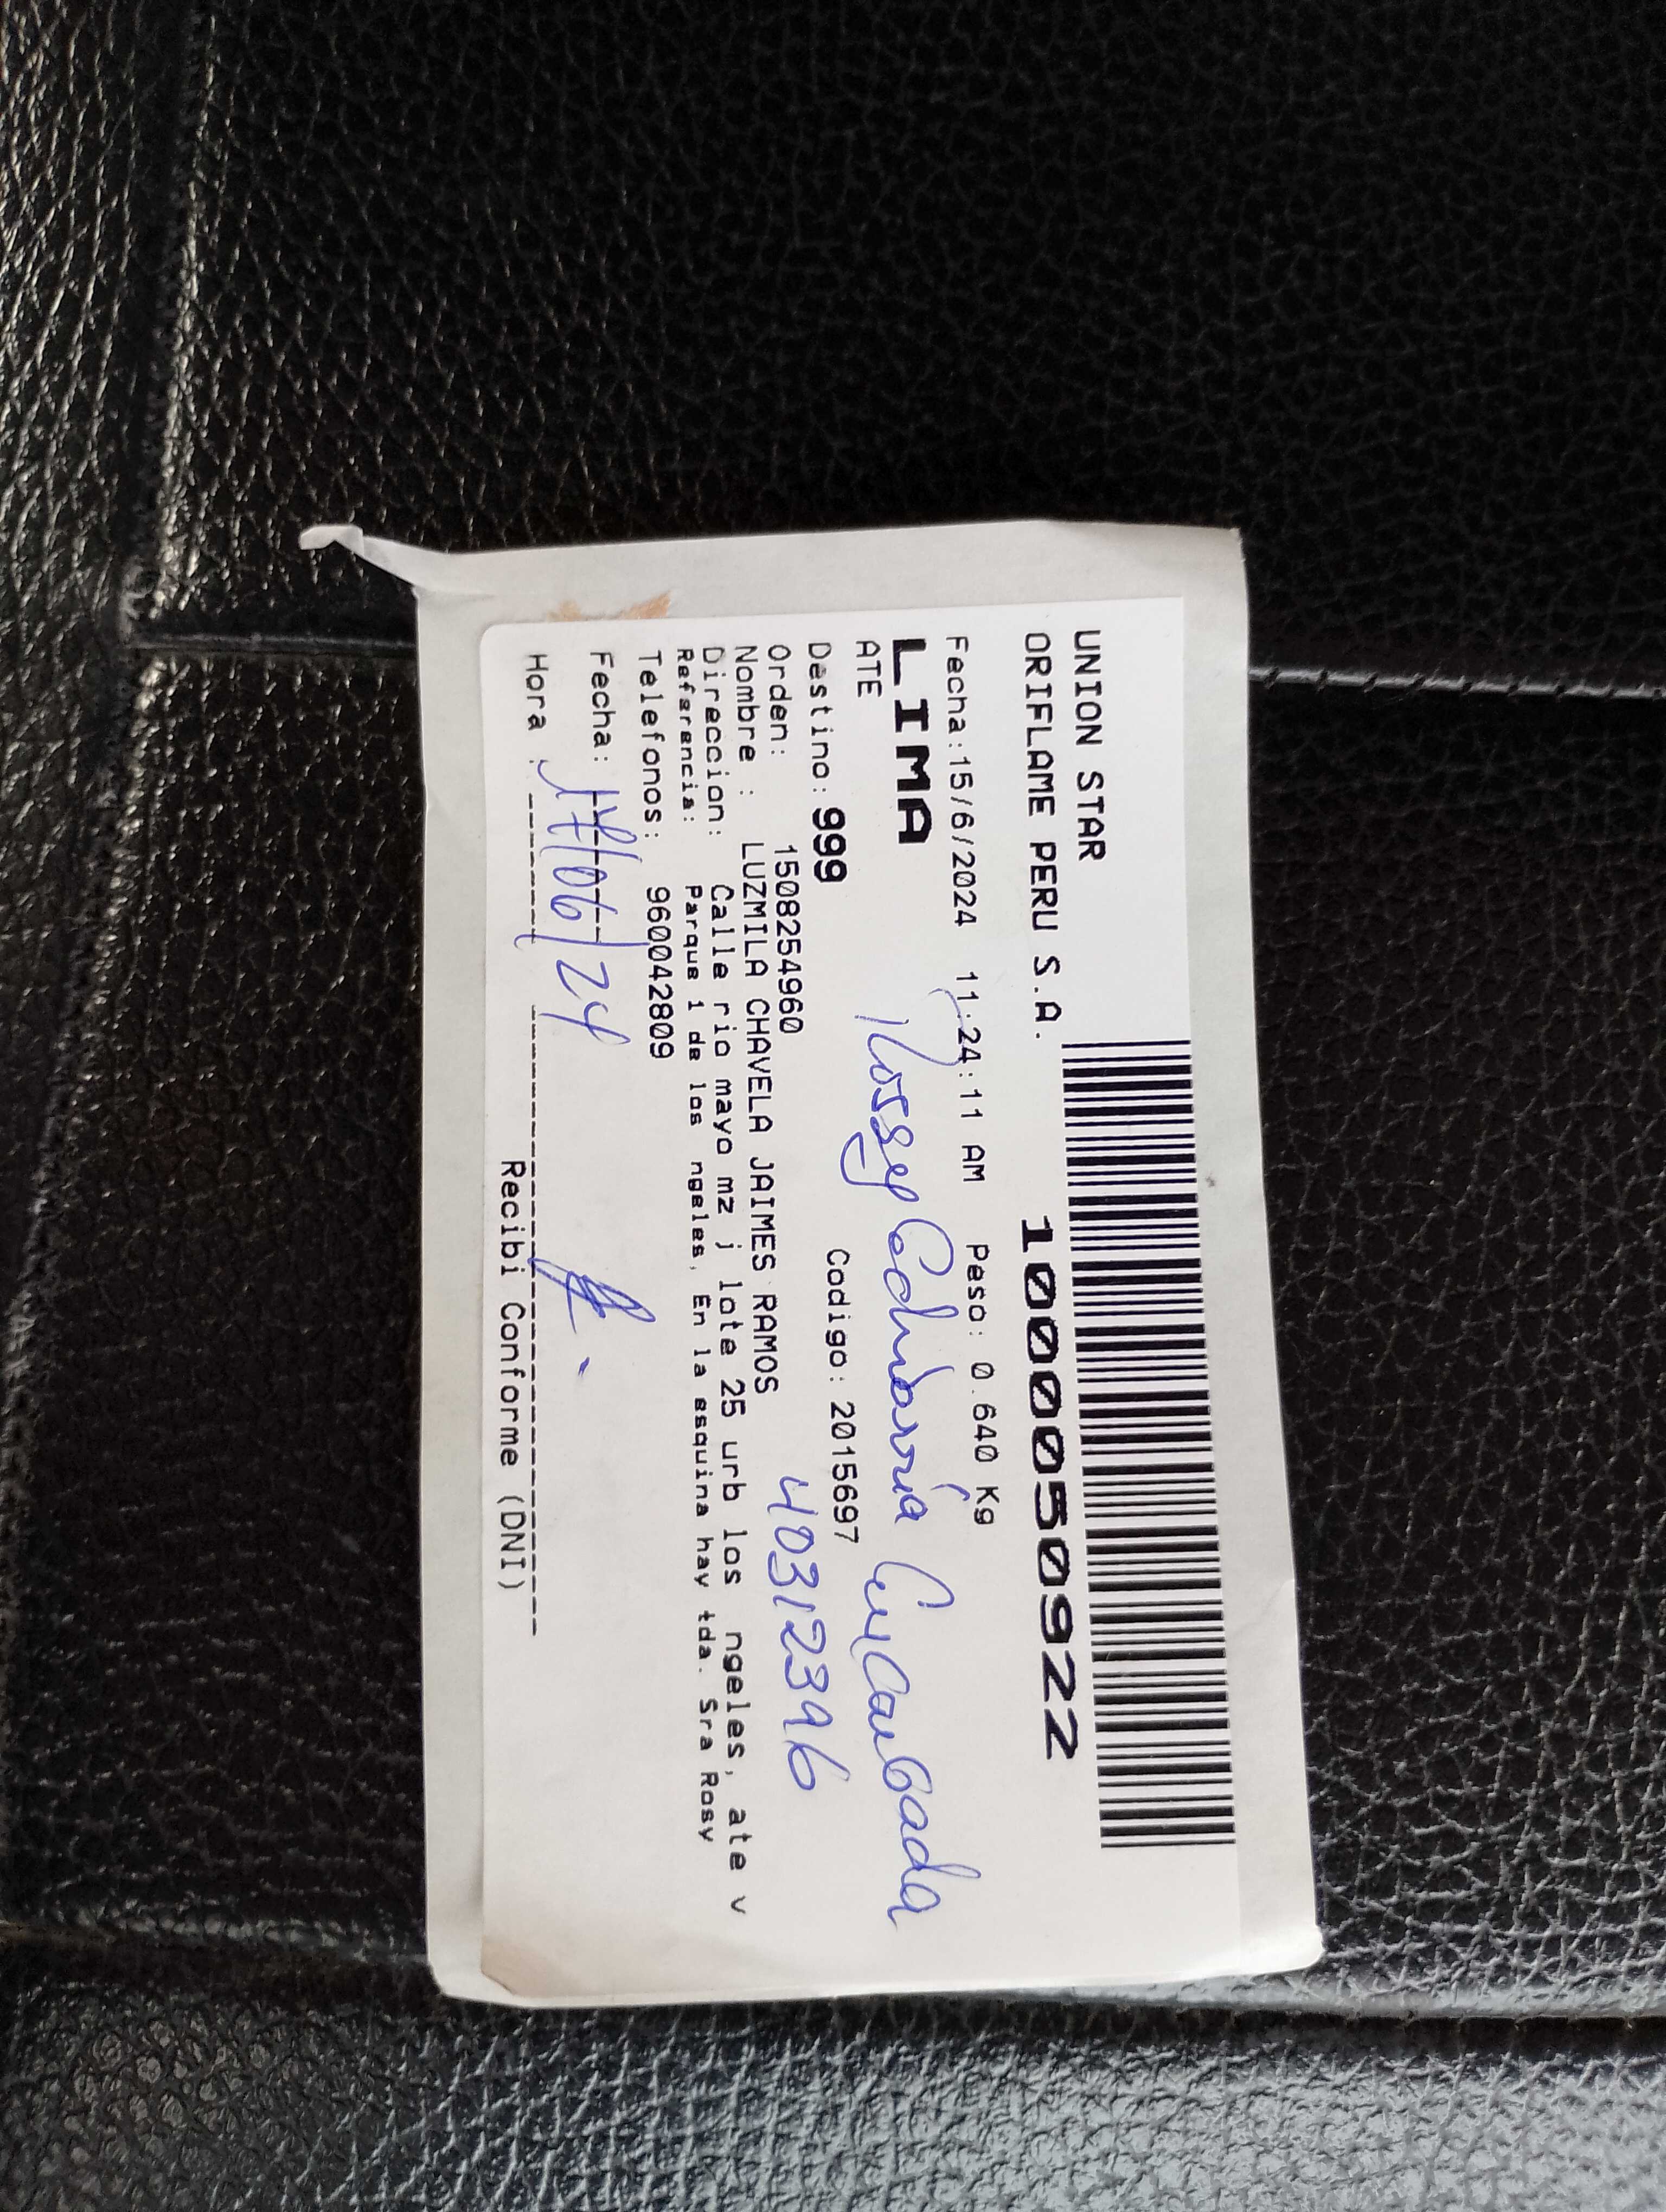 UNION STAR
ORIFLAME PERU S.A. 1000050922
Fecha:15/6/2024 11:24:11 AM Peso: 0.640 Kg
LIMA
ATE
Destino: 999 Codigo: 2015697
Orden: 1508254960 40312396
Nombre : LUZMILA CHAVELA JAIMES RAMOS
Direccion: Calle rio mayo mz j lote 25 urb los ngeles, ate v
Referencia: Parque 1 de los ngeles. En la esquina hay tda. Sra Rosy
Telefonos: 960042809
Fecha: /06/24
Hora :
Recibi Conforme (DNI)